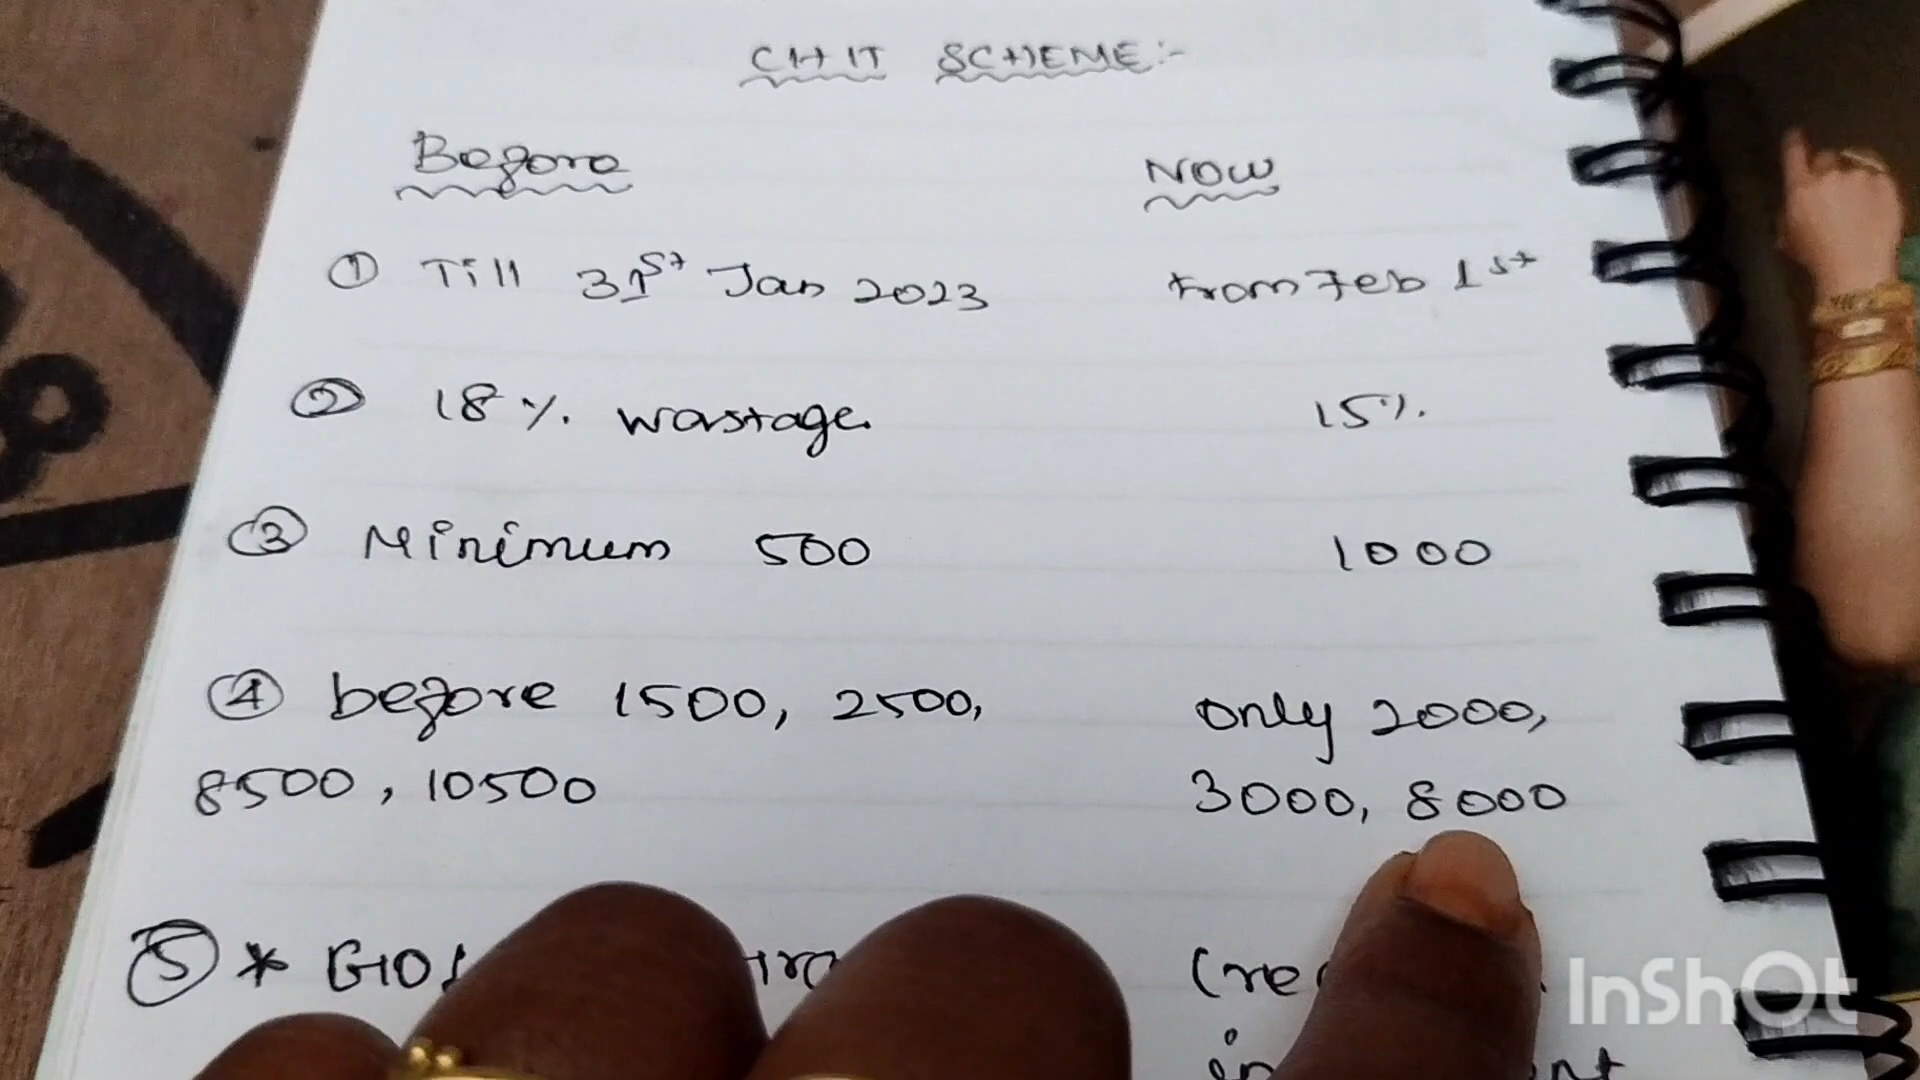 CHIT SCHEME:-
Before Now
① Till 31st Jan 2023 from Feb 1st
② 18%. wastage. 15%.
③ Minimum 500 1000
④ before 1500, 2500, only 2000,
8500, 10500 3000, 8000
⑤ *
InShOt